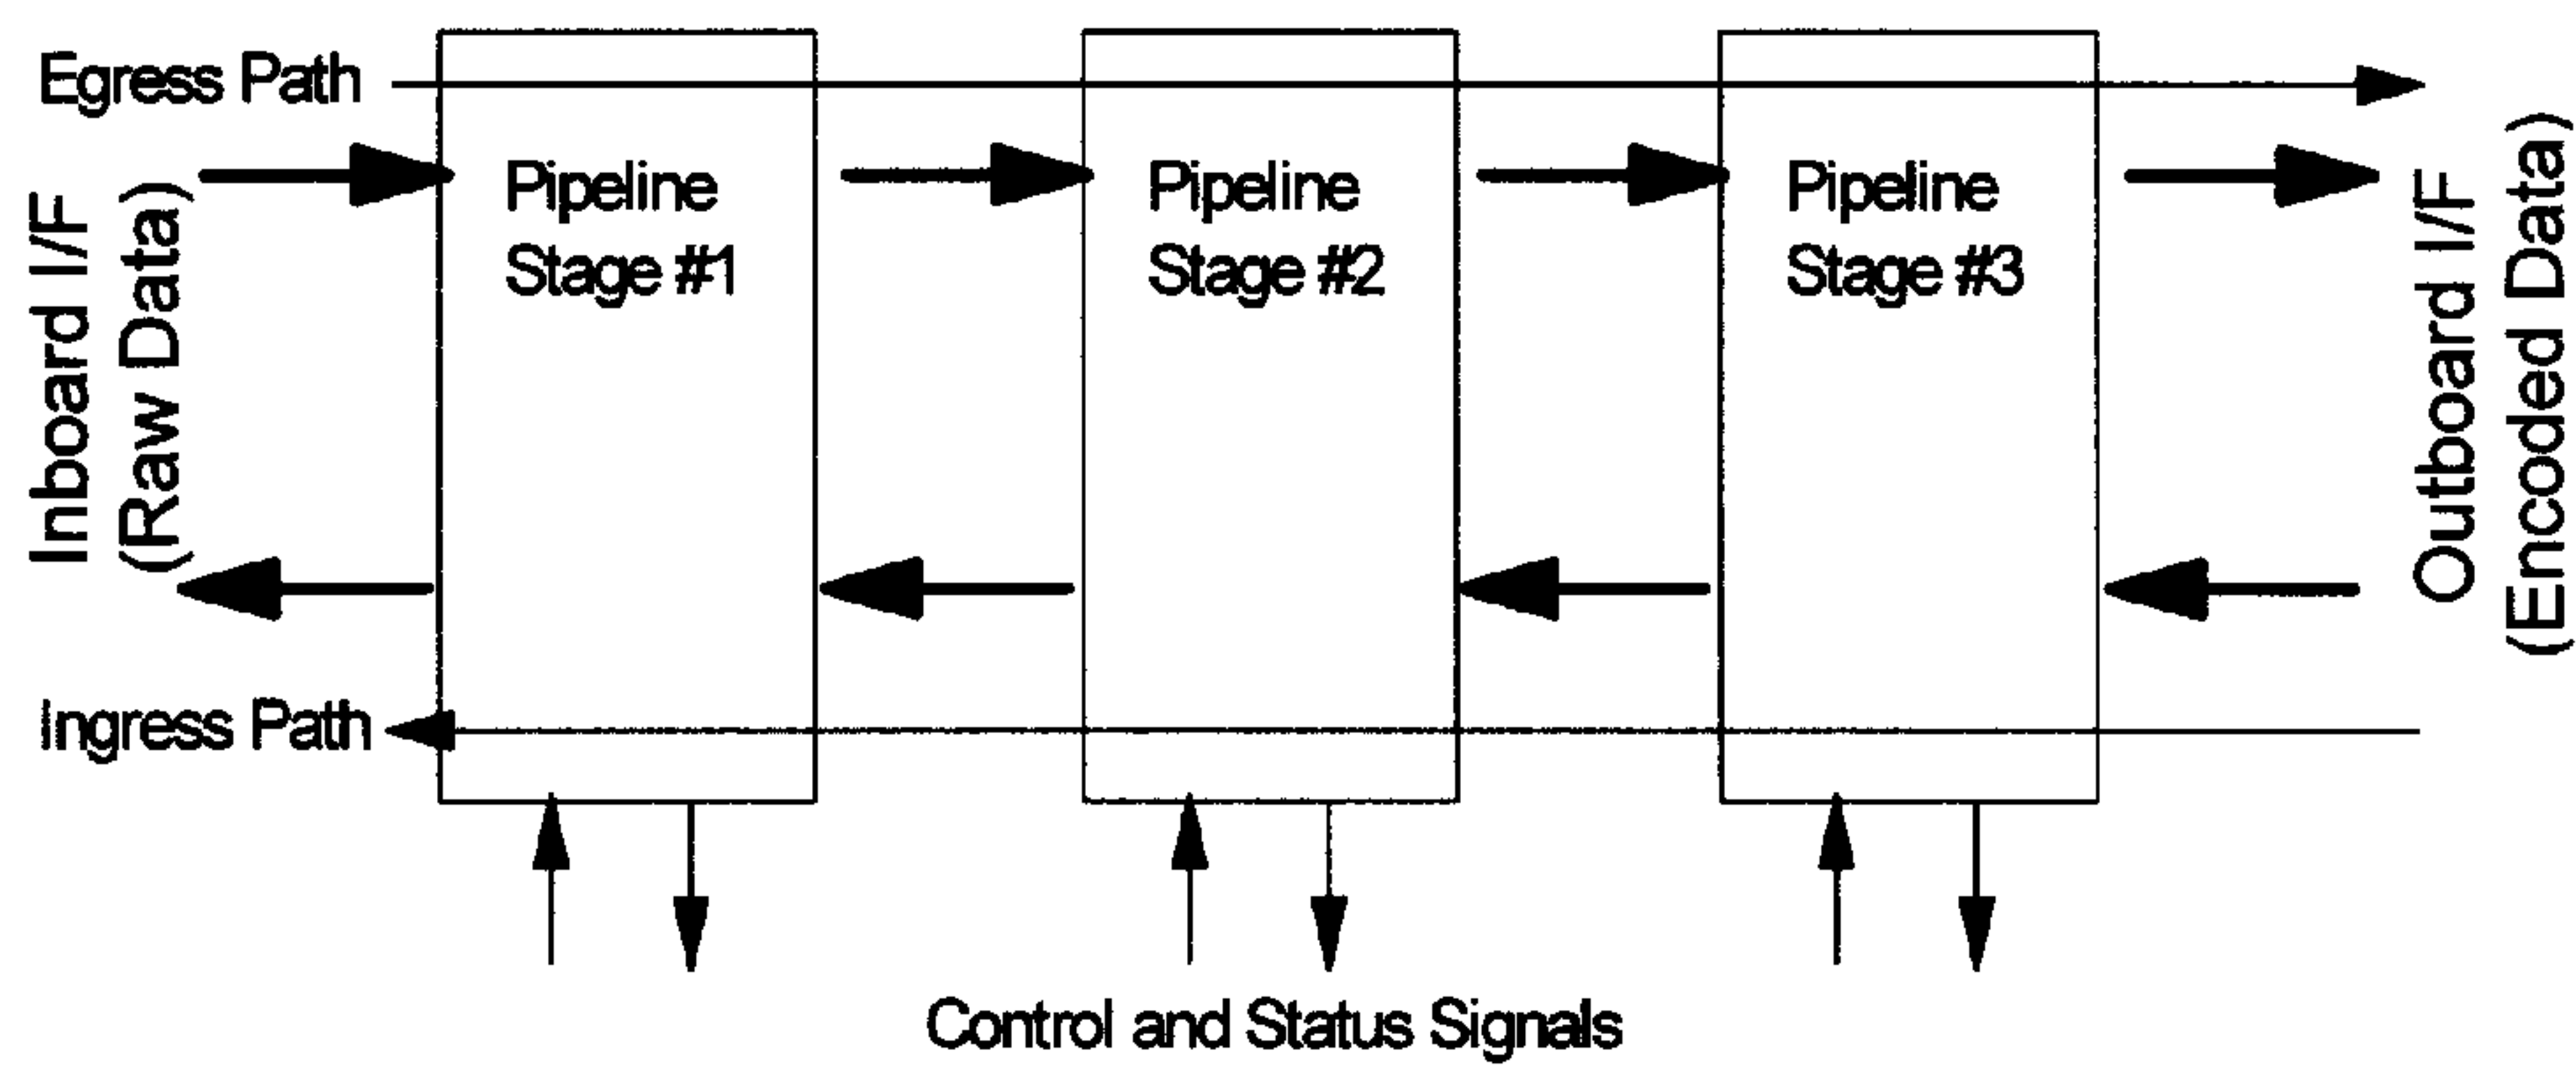 Egress Path
Inboard I/F
(Raw Data)
Pipeline
Stage #1
Pipeline
Stage #2
Pipeline
Stage #3
Outboard I/F
(Encoded Data)
Ingress Path
Control and Status Signals